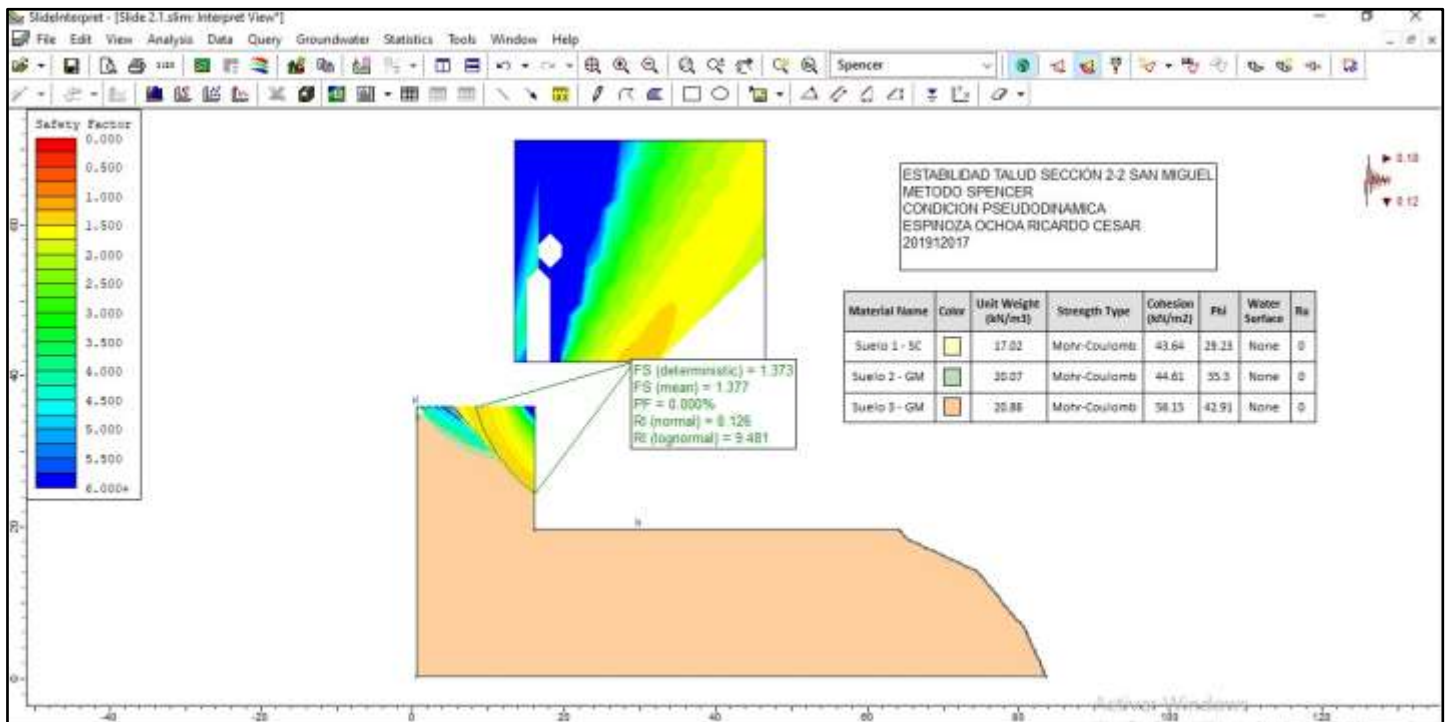 SlideInterpret - [Slide 2.1.slim: Interpret View*]
File Edit View Analysis Data Query Groundwater Statistics Tools Window Help
Spencer
Safety Factor
0.000
0.500
1.000
1.500
2.000
2.500
3.000
3.500
4.000
4.500
5.000
5.500
6.000+
ESTABILIDAD TALUD SECCIÓN 2-2 SAN MIGUEL
METODO SPENCER
CONDICION PSEUDODINAMICA
ESPINOZA OCHOA RICARDO CESAR
201912017
0.12
Material Name Color Unit Weight (kN/m3) Strength Type Cohesion (kN/m2) Phi Water Surface Ru
Suelo 1 - SC 17.02 Mohr-Coulomb 43.64 29.23 None 0
Suelo 2 - GM 20.07 Mohr-Coulomb 44.61 35.3 None 0
Suelo 3 - GM 20.86 Mohr-Coulomb 42.91 None 0
FS (deterministic) = 1.373
FS (mean) = 1.377
PF = 0.000%
RI (normal) =
RI (lognormal) = 9.481
60
40
20
0
-40 -20 0 20 40 60 80 100 120
Activar Windows